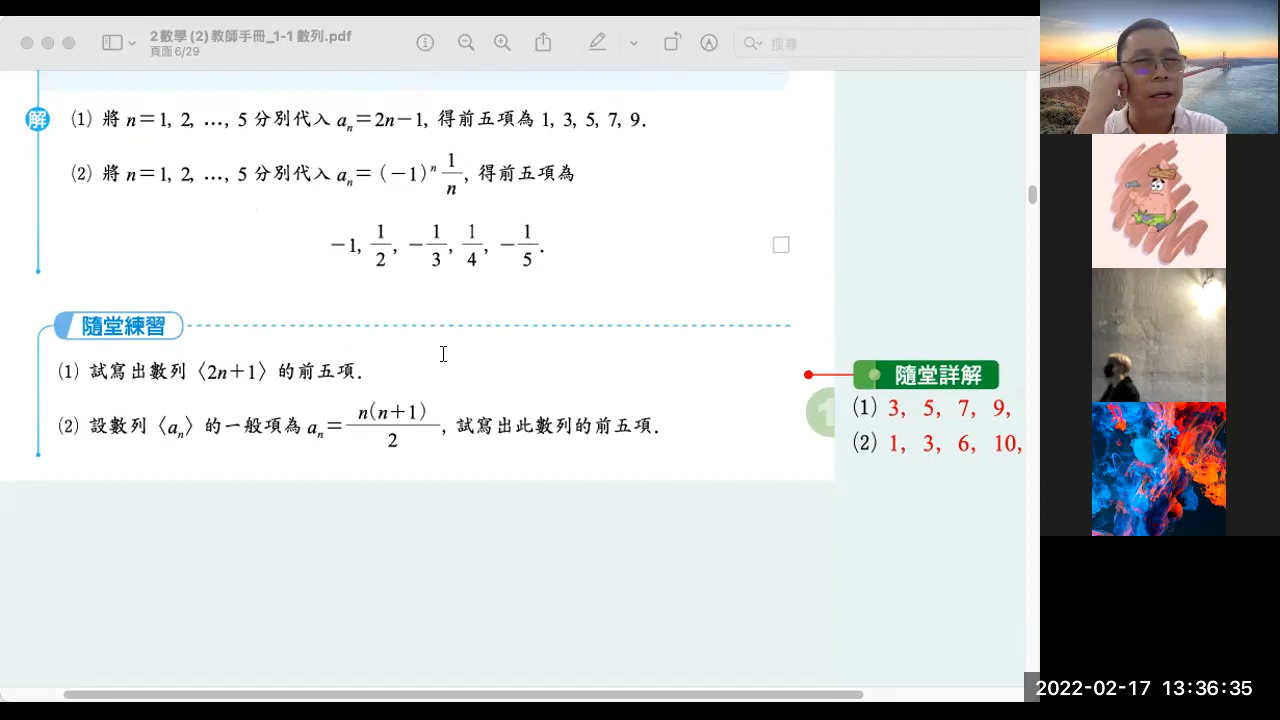 2數學 (2) 教師手冊_1-1 數列.pdf
頁面 6/29
搜尋
解
(1) 將 n=1, 2, …, 5 分別代入 aₙ=2n−1, 得前五項為 1, 3, 5, 7, 9.
(2) 將 n=1, 2, …, 5 分別代入 aₙ=(−1)ⁿ 1/n, 得前五項為
−1, 1/2, −1/3, 1/4, −1/5.
隨堂練習
(1) 試寫出數列〈2n+1〉的前五項.
(2) 設數列〈aₙ〉的一般項為 aₙ= n(n+1)/2, 試寫出此數列的前五項.
隨堂詳解
(1) 3, 5, 7, 9,
(2) 1, 3, 6, 10,
2022-02-17 13:36:35